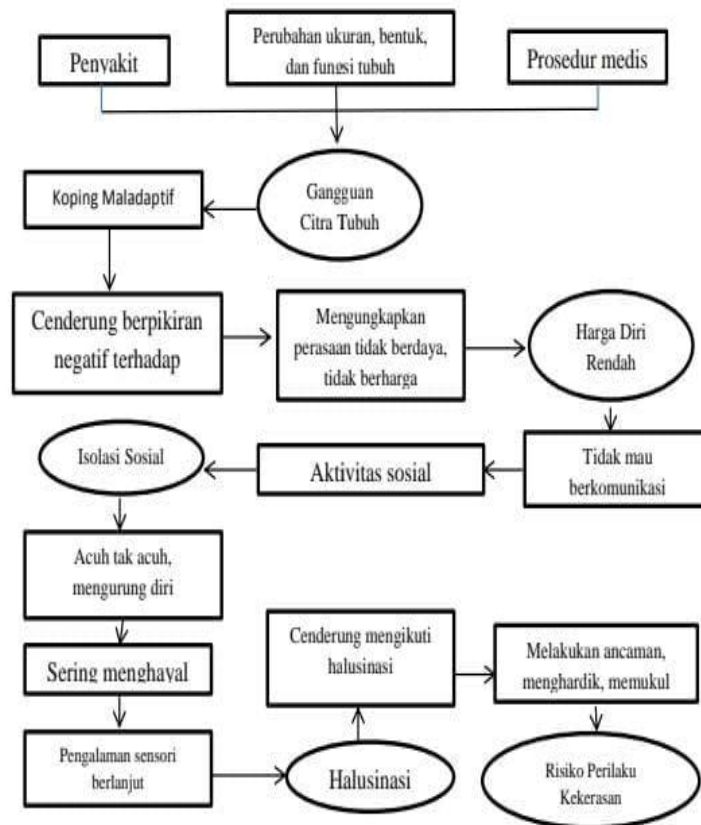 Penyakit
Perubahan ukuran, bentuk,
dan fungsi tubuh
Prosedur medis
Gangguan
Citra Tubuh
Koping Maladaptif
Cenderung berpikiran
negatif terhadap
Mengungkapkan
perasaan tidak berdaya,
tidak berharga
Harga Diri
Rendah
Tidak mau
berkomunikasi
Aktivitas sosial
Isolasi Sosial
Acuh tak acuh,
mengurung diri
Sering menghayal
Pengalaman sensori
berlanjut
Halusinasi
Cenderung mengikuti
halusinasi
Melakukan ancaman,
menghardik, memukul
Risiko Perilaku
Kekerasan